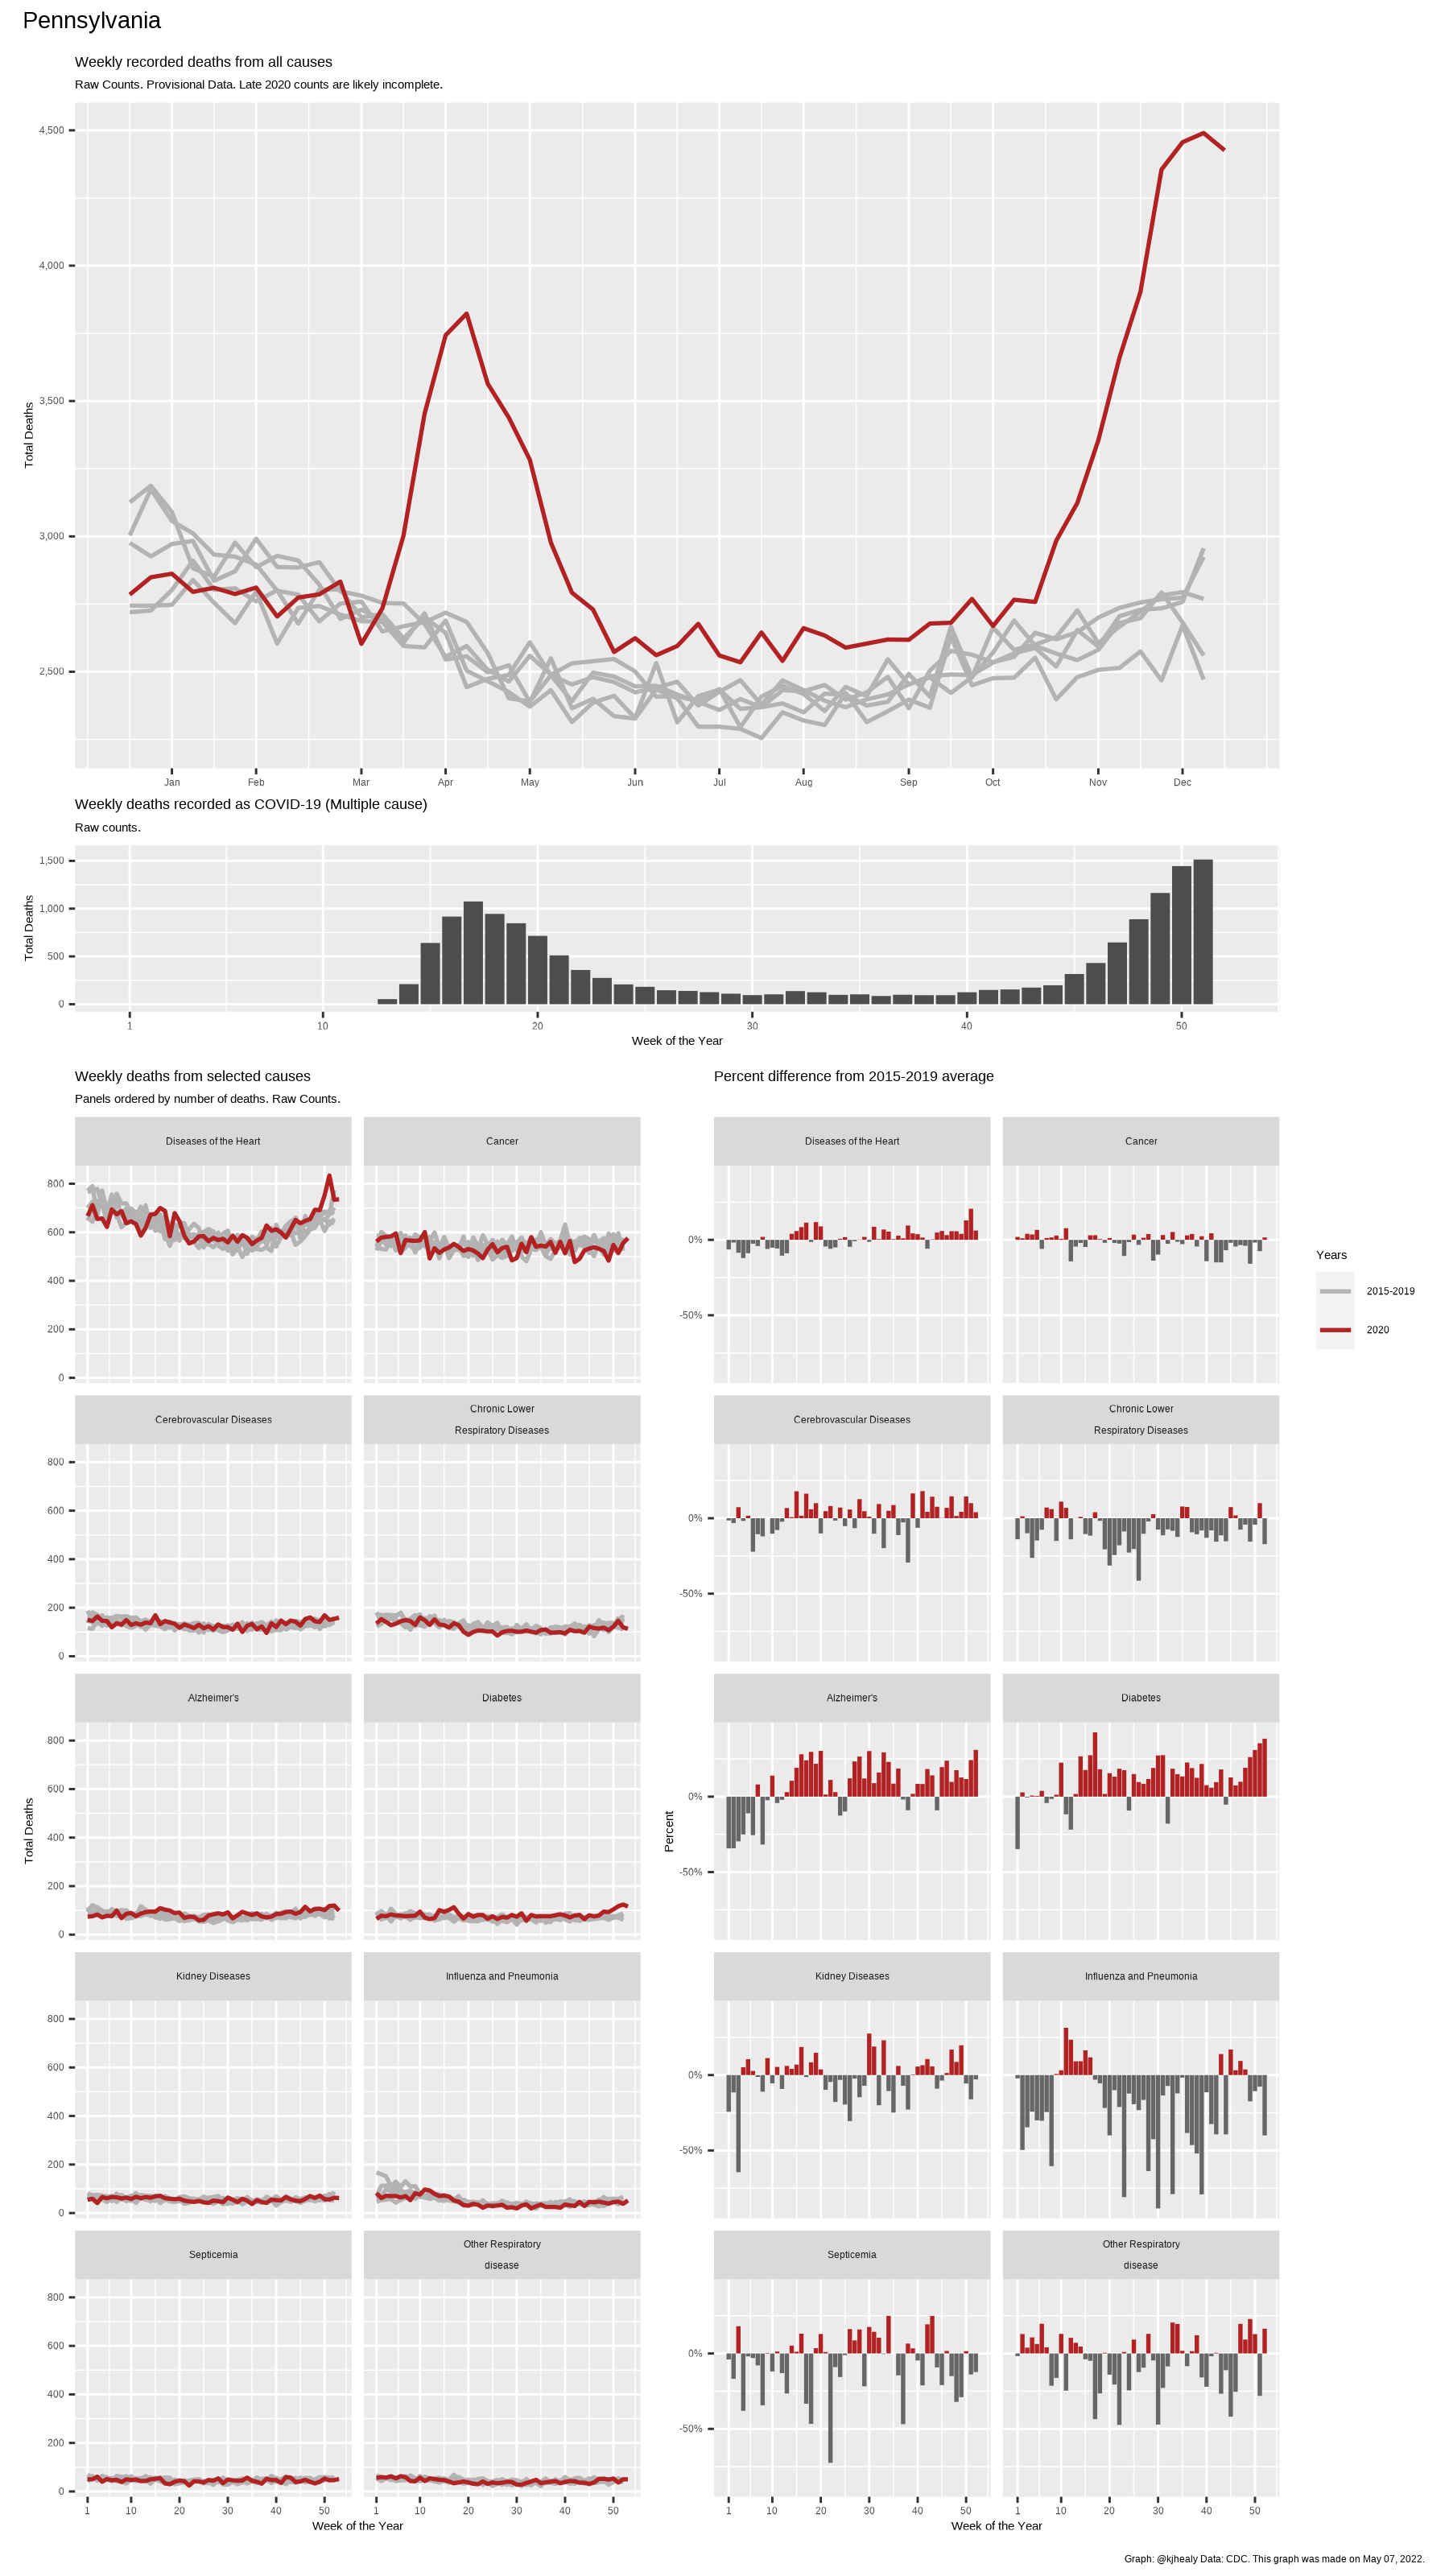 Pennsylvania
Weekly recorded deaths from all causes
Raw Counts. Provisional Data. Late 2020 counts are likely incomplete.
Total Deaths
4,500
4,000
3,500
3,000
2,500
Jan Feb Mar Apr May Jun Jul Aug Sep Oct Nov Dec
Weekly deaths recorded as COVID-19 (Multiple cause)
Raw counts.
Total Deaths
1,500
1,000
500
0
1 10 20 30 40 50
Week of the Year
Weekly deaths from selected causes
Panels ordered by number of deaths. Raw Counts.
Total Deaths
Diseases of the Heart
Cancer
800
600
400
200
0
Cerebrovascular Diseases
Chronic Lower
Respiratory Diseases
800
600
400
200
0
Alzheimer's
Diabetes
800
600
400
200
0
Kidney Diseases
Influenza and Pneumonia
800
600
400
200
0
Septicemia
Other Respiratory
disease
800
600
400
200
0
1 10 20 30 40 50
1 10 20 30 40 50
Week of the Year
Percent difference from 2015-2019 average
Percent
Diseases of the Heart
Cancer
0%
-50%
Cerebrovascular Diseases
Chronic Lower
Respiratory Diseases
0%
-50%
Alzheimer's
Diabetes
0%
-50%
Kidney Diseases
Influenza and Pneumonia
0%
-50%
Septicemia
Other Respiratory
disease
0%
-50%
1 10 20 30 40 50
1 10 20 30 40 50
Week of the Year
Years
2015-2019
2020
Graph: @kjhealy Data: CDC. This graph was made on May 07, 2022.